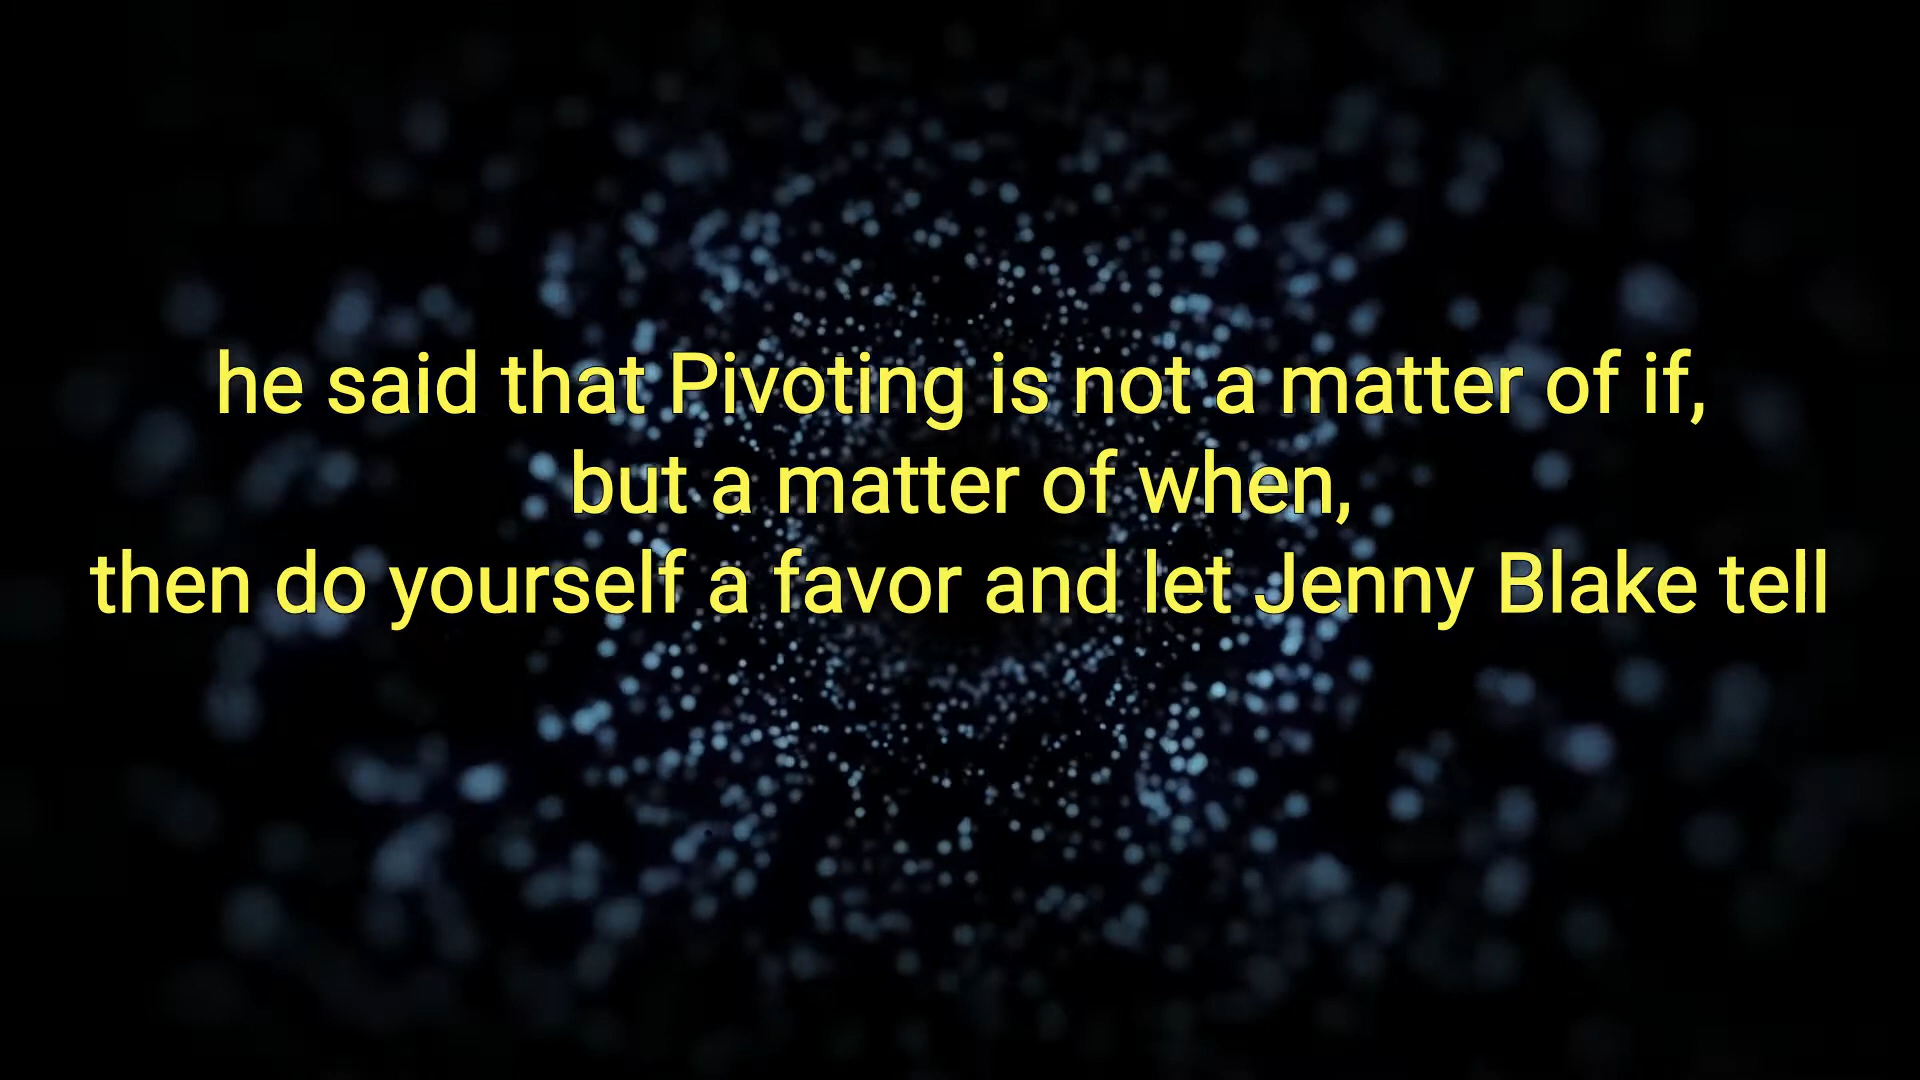 he said that Pivoting is not a matter of if,
but a matter of when,
then do yourself a favor and let Jenny Blake tell